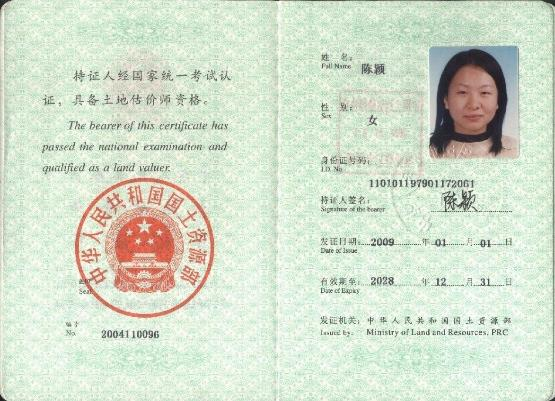 持证人经国家统一考试认
证，具备土地估价师资格。
The bearer of this certificate has
passed the national examination and
qualified as a land valuer.
中华人民共和国国土资源部
Seal
编号
No. 2004110096
姓 名： 陈颖
Full Name
性 别： 女
Sex
身份证号码：
I.D. No
110101197901172061
持证人签名： 陈颖
Signature of the bearer
发证日期： 2009 年 01 月 01 日
Date of Issue
有效期至： 2028 年 12 月 31 日
Date of Expiry
发证机关： 中华人民共和国国土资源部
Issued by: Ministry of Land and Resources, PRC